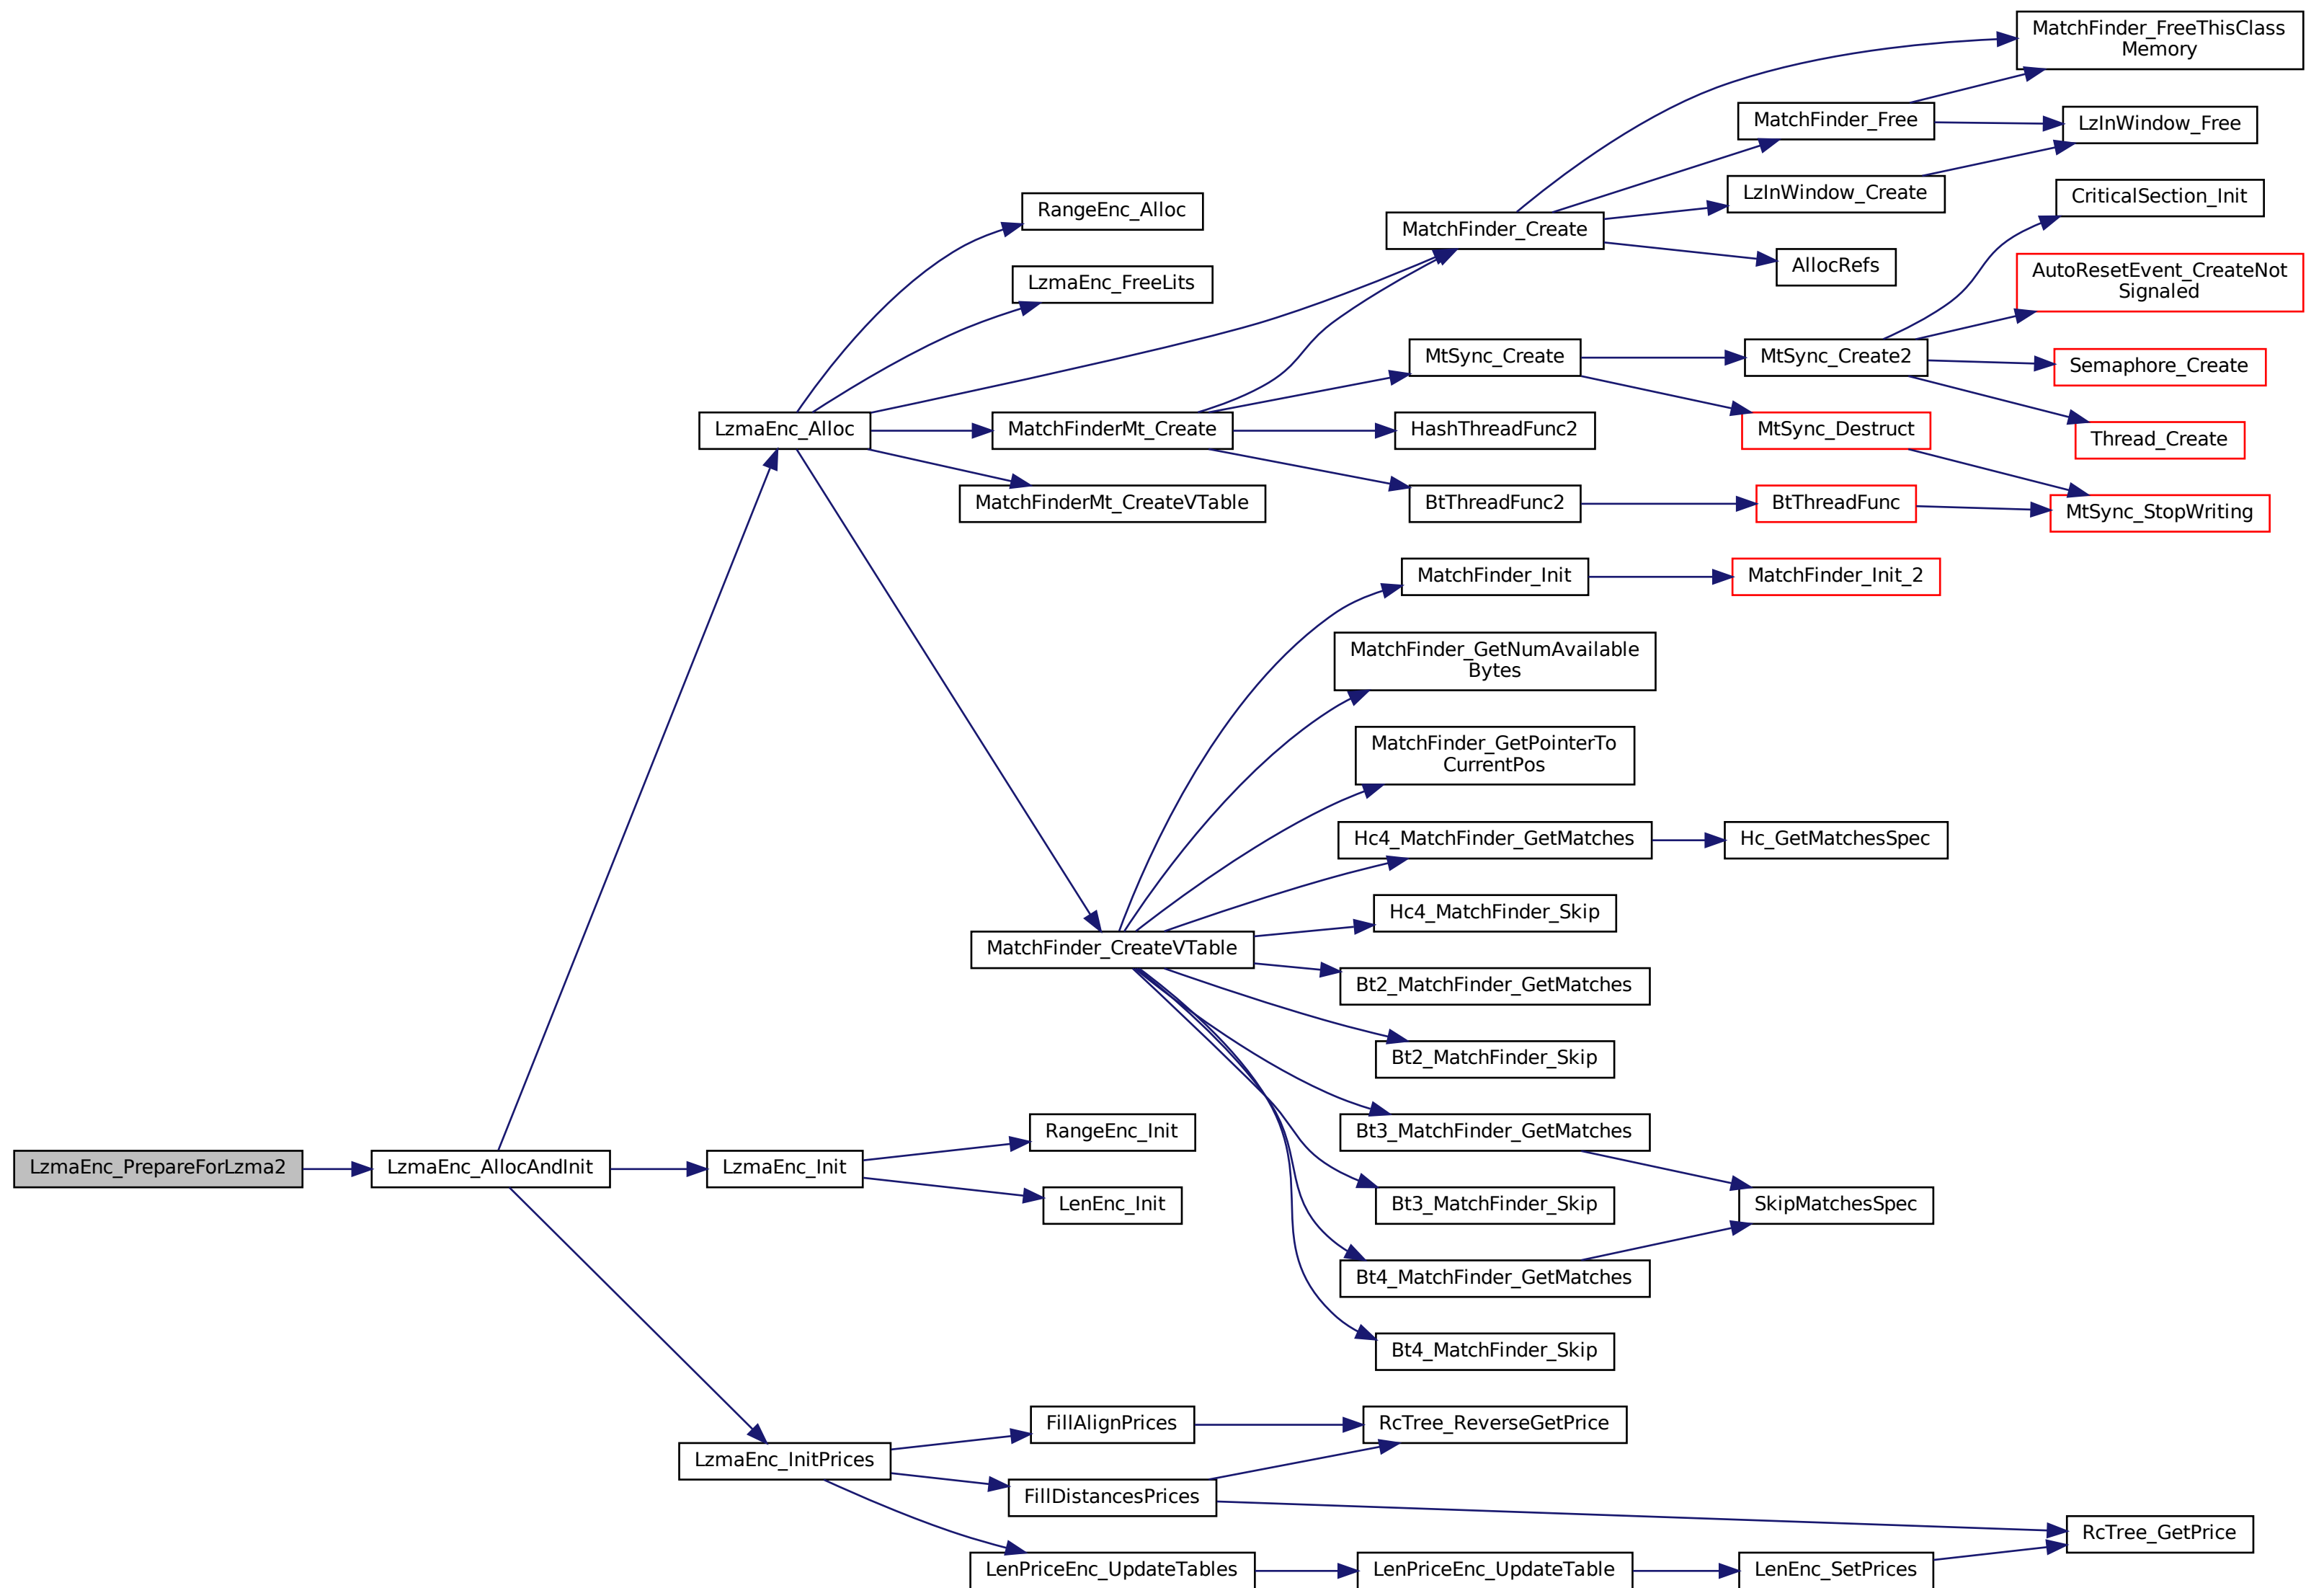 MatchFinder_FreeThisClass
Memory
MatchFinder_Free
LzInWindow_Free
LzInWindow_Create
CriticalSection_Init
RangeEnc_Alloc
MatchFinder_Create
AllocRefs
AutoResetEvent_CreateNot
Signaled
LzmaEnc_FreeLits
MtSync_Create
MtSync_Create2
Semaphore_Create
LzmaEnc_Alloc
MatchFinderMt_Create
HashThreadFunc2
MtSync_Destruct
Thread_Create
MatchFinderMt_CreateVTable
BtThreadFunc2
BtThreadFunc
MtSync_StopWriting
MatchFinder_Init
MatchFinder_Init_2
MatchFinder_GetNumAvailable
Bytes
MatchFinder_GetPointerTo
CurrentPos
Hc4_MatchFinder_GetMatches
Hc_GetMatchesSpec
Hc4_MatchFinder_Skip
MatchFinder_CreateVTable
Bt2_MatchFinder_GetMatches
Bt2_MatchFinder_Skip
RangeEnc_Init
Bt3_MatchFinder_GetMatches
LzmaEnc_PrepareForLzma2
LzmaEnc_AllocAndInit
LzmaEnc_Init
LenEnc_Init
Bt3_MatchFinder_Skip
SkipMatchesSpec
Bt4_MatchFinder_GetMatches
Bt4_MatchFinder_Skip
FillAlignPrices
RcTree_ReverseGetPrice
LzmaEnc_InitPrices
FillDistancesPrices
RcTree_GetPrice
LenPriceEnc_UpdateTables
LenPriceEnc_UpdateTable
LenEnc_SetPrices